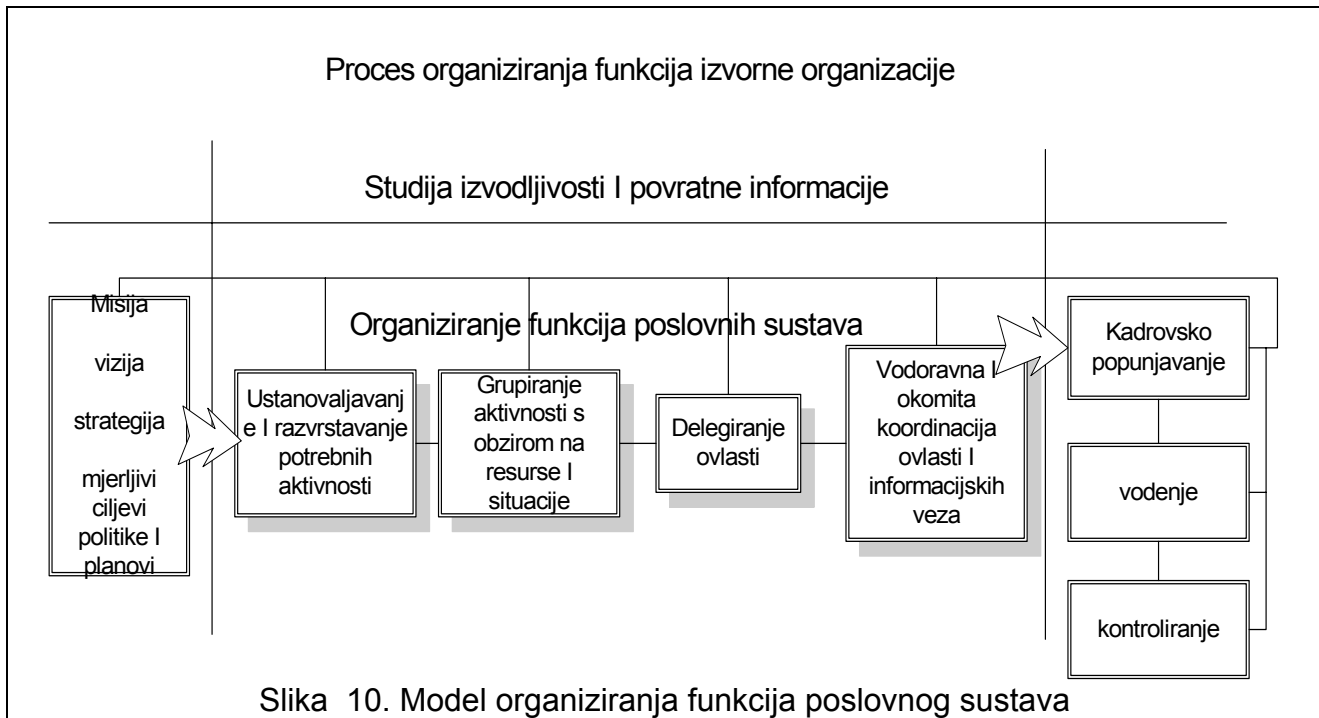 Proces organiziranja funkcija izvorne organizacije
Studija izvodljivosti I povratne informacije
Organiziranje funkcija poslovnih sustava
Misija
vizija
strategija
mjerljivi
ciljevi
politike I
planovi
Ustanovaljavanj
e I razvrstavanje
potrebnih
aktivnosti
Grupiranje
aktivnosti s
obzirom na
resurse I
situacije
Delegiranje
ovlasti
Vodoravna I
okomita
koordinacija
ovlasti I
informacijskih
veza
Kadrovsko
popunjavanje
vođenje
kontroliranje
Slika 10. Model organiziranja funkcija poslovnog sustava